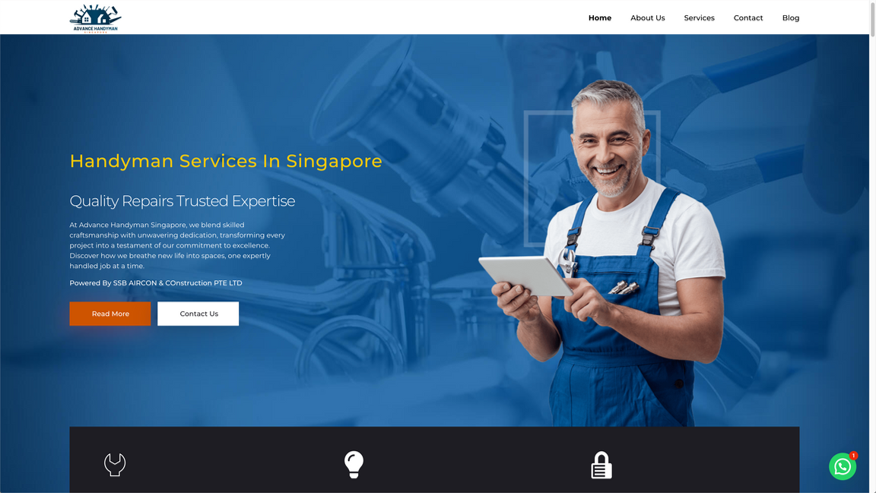 ADVANCE HANDYMAN
Home
About Us
Services
Contact
Blog
Handyman Services In Singapore
Quality Repairs Trusted Expertise
At Advance Handyman Singapore, we blend skilled
craftsmanship with unwavering dedication, transforming every
project into a testament of our commitment to excellence.
Discover how we breathe new life into spaces, one expertly
handled job at a time.
Powered By SSB AIRCON & COnstruction PTE LTD
Read More
Contact Us
1